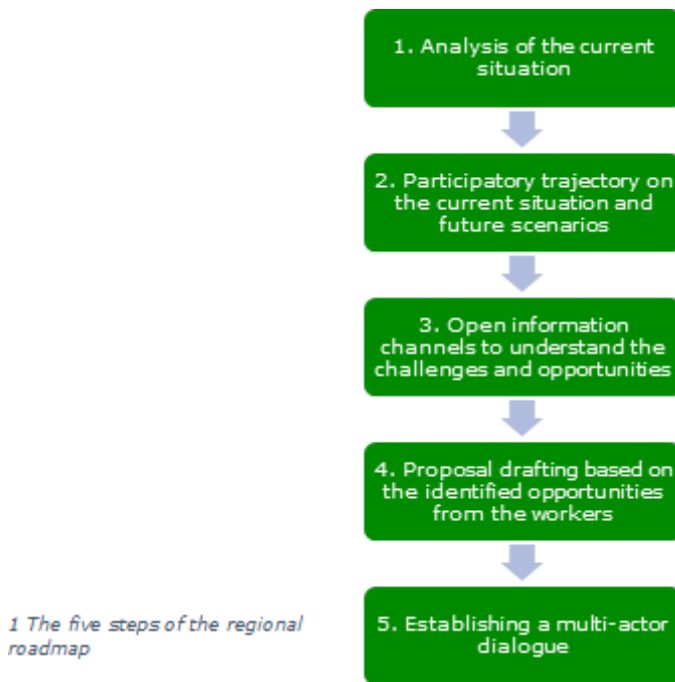 1. Analysis of the current
situation
2. Participatory trajectory on
the current situation and
future scenarios
3. Open information
channels to understand the
challenges and opportunities
4. Proposal drafting based on
the identified opportunities
from the workers
5. Establishing a multi-actor
dialogue
1 The five steps of the regional
roadmap